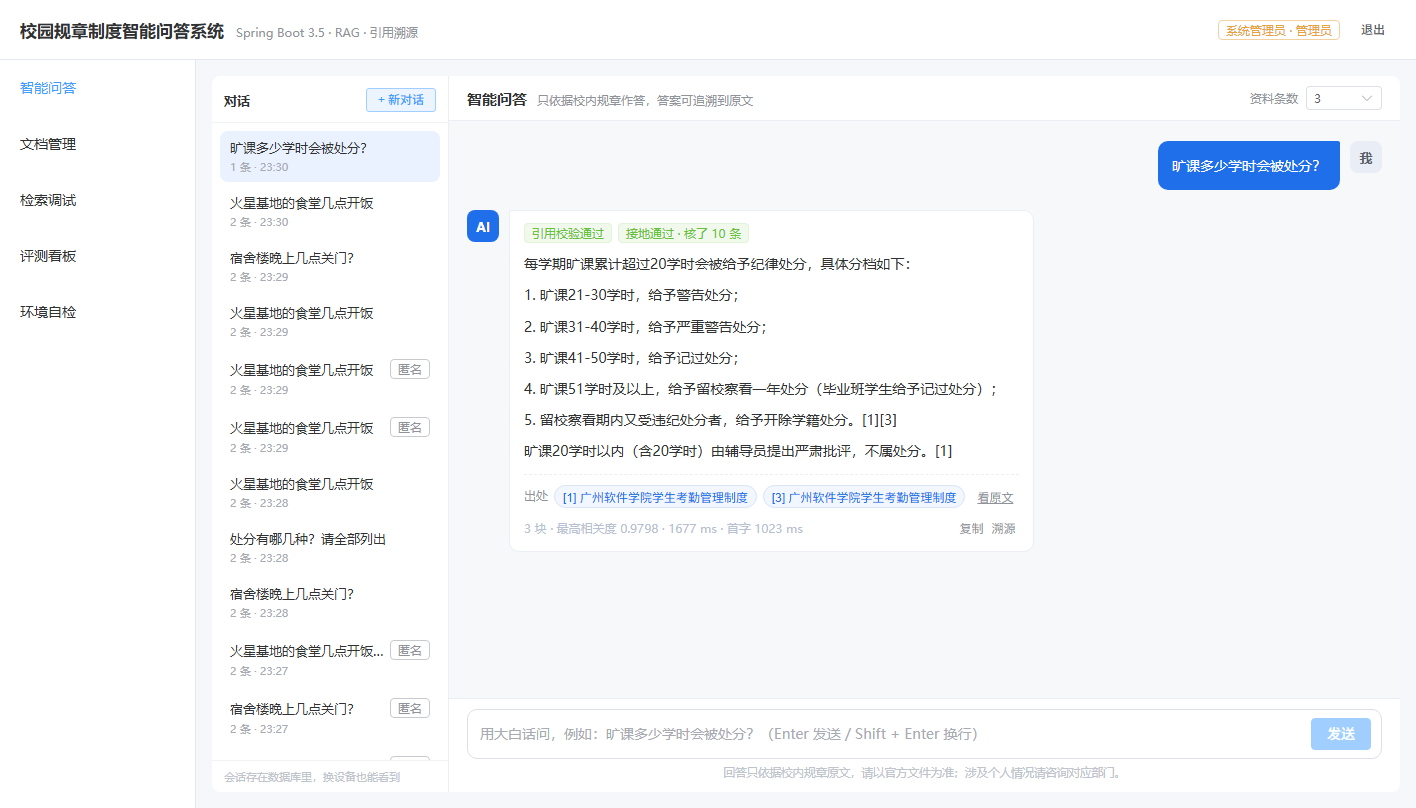 校园规章制度智能问答系统 Spring Boot 3.5 · RAG · 引用溯源
系统管理员 · 管理员
退出
智能问答
文档管理
检索调试
评测看板
环境自检
对话
+ 新对话
旷课多少学时会被处分？
1 条 · 23:30
火星基地的食堂几点开饭
2 条 · 23:30
宿舍楼晚上几点关门？
2 条 · 23:29
火星基地的食堂几点开饭
2 条 · 23:29
火星基地的食堂几点开饭 匿名
2 条 · 23:29
火星基地的食堂几点开饭 匿名
2 条 · 23:29
火星基地的食堂几点开饭
2 条 · 23:28
处分有哪几种？请全部列出
2 条 · 23:28
宿舍楼晚上几点关门？
2 条 · 23:28
火星基地的食堂几点开饭... 匿名
2 条 · 23:27
宿舍楼晚上几点关门？ 匿名
2 条 · 23:27
会话存在数据库里，换设备也能看到
智能问答 只依据校内规章作答，答案可追溯到原文
资料条数 3
旷课多少学时会被处分？
我
AI
引用校验通过 接地通过 · 核了 10 条
每学期旷课累计超过20学时会被给予纪律处分，具体分档如下：
1. 旷课21-30学时，给予警告处分；
2. 旷课31-40学时，给予严重警告处分；
3. 旷课41-50学时，给予记过处分；
4. 旷课51学时及以上，给予留校察看一年处分（毕业班学生给予记过处分）；
5. 留校察看期内又受违纪处分者，给予开除学籍处分。[1][3]
旷课20学时以内（含20学时）由辅导员提出严肃批评，不属处分。[1]
出处 [1] 广州软件学院学生考勤管理制度 [3] 广州软件学院学生考勤管理制度 看原文
3 块 · 最高相关度 0.9798 · 1677 ms · 首字 1023 ms
复制 溯源
用大白话问，例如：旷课多少学时会被处分？（Enter 发送 / Shift + Enter 换行）
发送
回答只依据校内规章原文，请以官方文件为准；涉及个人情况请咨询对应部门。